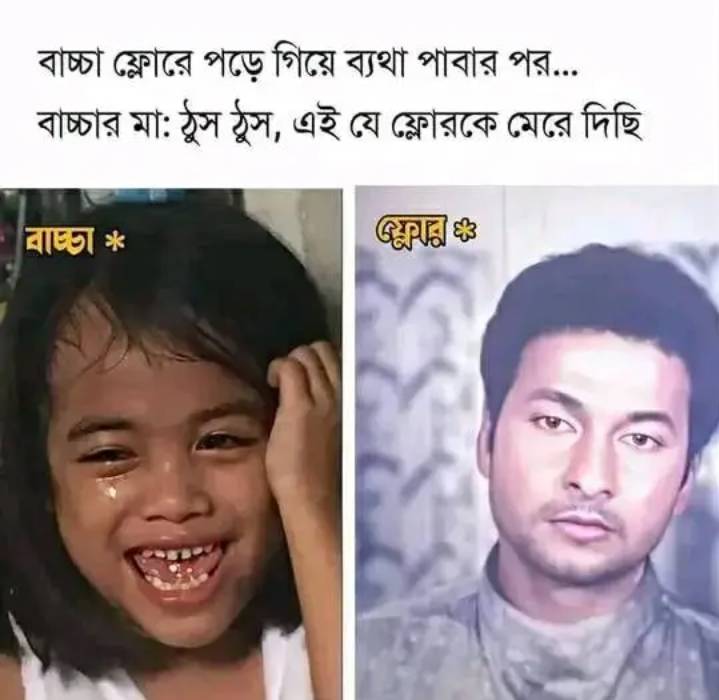 বাচ্চা ফ্লোরে পড়ে গিয়ে ব্যথা পাবার পর...
বাচ্চার মা: ঠুস ঠুস, এই যে ফ্লোরকে মেরে দিছি
বাচ্চা *
ফ্লোর *